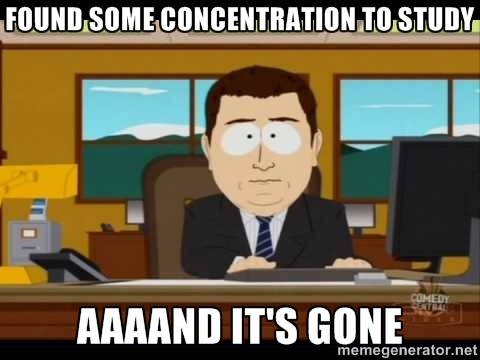 FOUND SOME CONCENTRATION TO STUDY
COMEDY
CENTRAL
AAAAND IT'S GONE
memegenerator.net